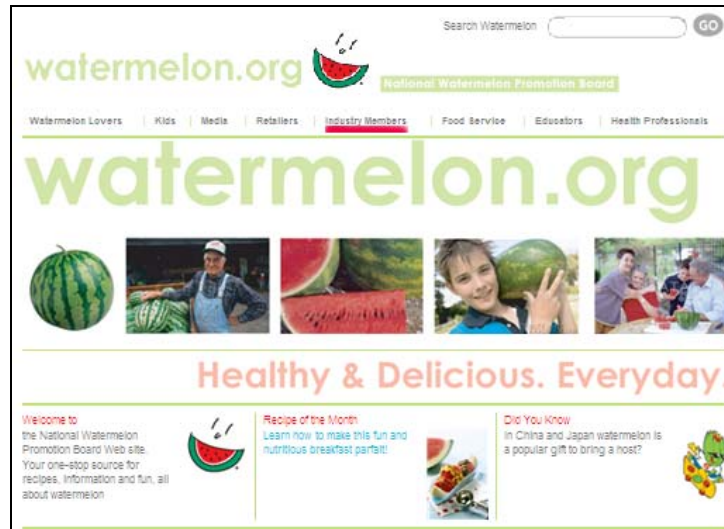 Search Watermelon GO
watermelon.org
National Watermelon Promotion Board
Watermelon Lovers | Kids | Media | Retailers | Industry Members | Food Service | Educators | Health Professionals
watermelon.org
Healthy & Delicious. Everyday.
Welcome to
the National Watermelon
Promotion Board Web site.
Your one-stop source for
recipes, information and fun, all
about watermelon
Recipe of the Month
Learn how to make this fun and
nutritious breakfast parfait!
Did You Know
In China and Japan watermelon is
a popular gift to bring a host?